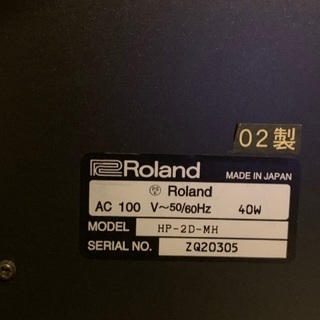 02製
Roland MADE IN JAPAN
Roland
AC 100 V~50/60Hz 40W
MODEL HP-2D-MH
SERIAL NO. ZQ20305